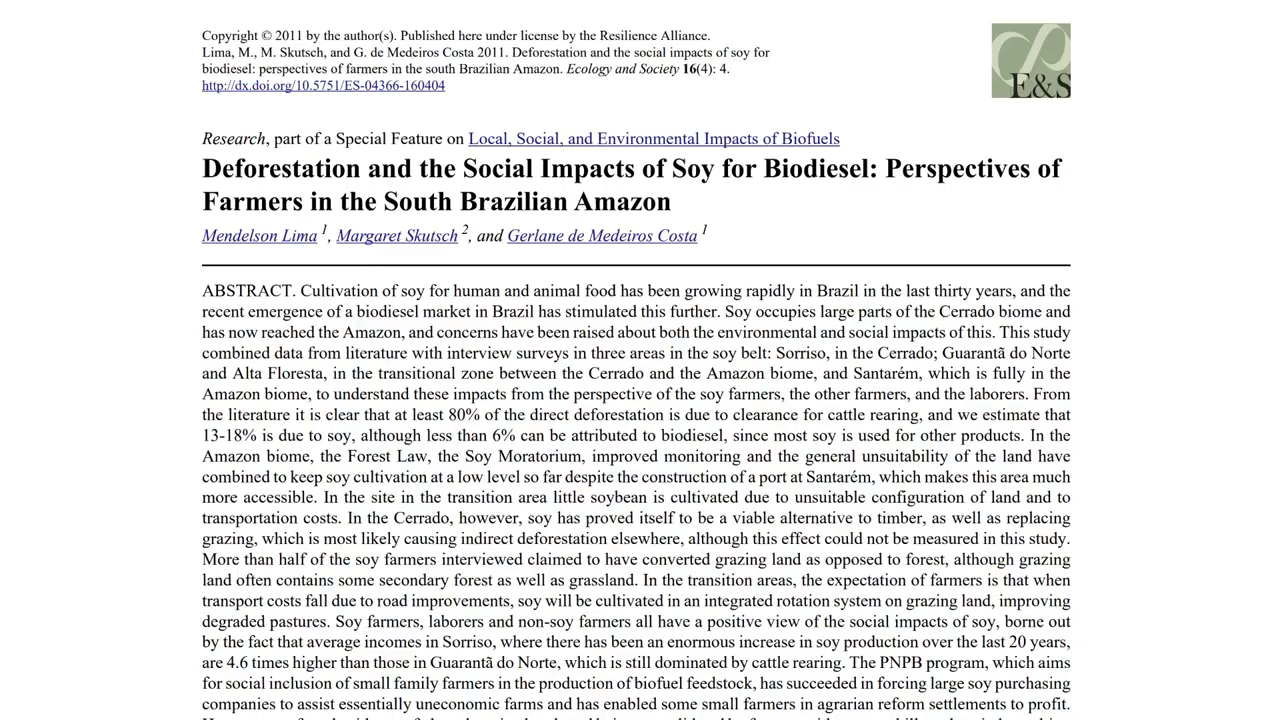 Copyright © 2011 by the author(s). Published here under license by the Resilience Alliance.
Lima, M., M. Skutsch, and G. de Medeiros Costa 2011. Deforestation and the social impacts of soy for
biodiesel: perspectives of farmers in the south Brazilian Amazon. Ecology and Society 16(4): 4.
http://dx.doi.org/10.5751/ES-04366-160404
E&S
Research, part of a Special Feature on Local, Social, and Environmental Impacts of Biofuels
Deforestation and the Social Impacts of Soy for Biodiesel: Perspectives of
Farmers in the South Brazilian Amazon
Mendelson Lima 1, Margaret Skutsch 2, and Gerlane de Medeiros Costa 1
ABSTRACT. Cultivation of soy for human and animal food has been growing rapidly in Brazil in the last thirty years, and the
recent emergence of a biodiesel market in Brazil has stimulated this further. Soy occupies large parts of the Cerrado biome and
has now reached the Amazon, and concerns have been raised about both the environmental and social impacts of this. This study
combined data from literature with interview surveys in three areas in the soy belt: Sorriso, in the Cerrado; Guarantã do Norte
and Alta Floresta, in the transitional zone between the Cerrado and the Amazon biome, and Santarém, which is fully in the
Amazon biome, to understand these impacts from the perspective of the soy farmers, the other farmers, and the laborers. From
the literature it is clear that at least 80% of the direct deforestation is due to clearance for cattle rearing, and we estimate that
13-18% is due to soy, although less than 6% can be attributed to biodiesel, since most soy is used for other products. In the
Amazon biome, the Forest Law, the Soy Moratorium, improved monitoring and the general unsuitability of the land have
combined to keep soy cultivation at a low level so far despite the construction of a port at Santarém, which makes this area much
more accessible. In the site in the transition area little soybean is cultivated due to unsuitable configuration of land and to
transportation costs. In the Cerrado, however, soy has proved itself to be a viable alternative to timber, as well as replacing
grazing, which is most likely causing indirect deforestation elsewhere, although this effect could not be measured in this study.
More than half of the soy farmers interviewed claimed to have converted grazing land as opposed to forest, although grazing
land often contains some secondary forest as well as grassland. In the transition areas, the expectation of farmers is that when
transport costs fall due to road improvements, soy will be cultivated in an integrated rotation system on grazing land, improving
degraded pastures. Soy farmers, laborers and non-soy farmers all have a positive view of the social impacts of soy, borne out
by the fact that average incomes in Sorriso, where there has been an enormous increase in soy production over the last 20 years,
are 4.6 times higher than those in Guarantã do Norte, which is still dominated by cattle rearing. The PNPB program, which aims
for social inclusion of small family farmers in the production of biofuel feedstock, has succeeded in forcing large soy purchasing
companies to assist essentially uneconomic farms and has enabled some small farmers in agrarian reform settlements to profit.